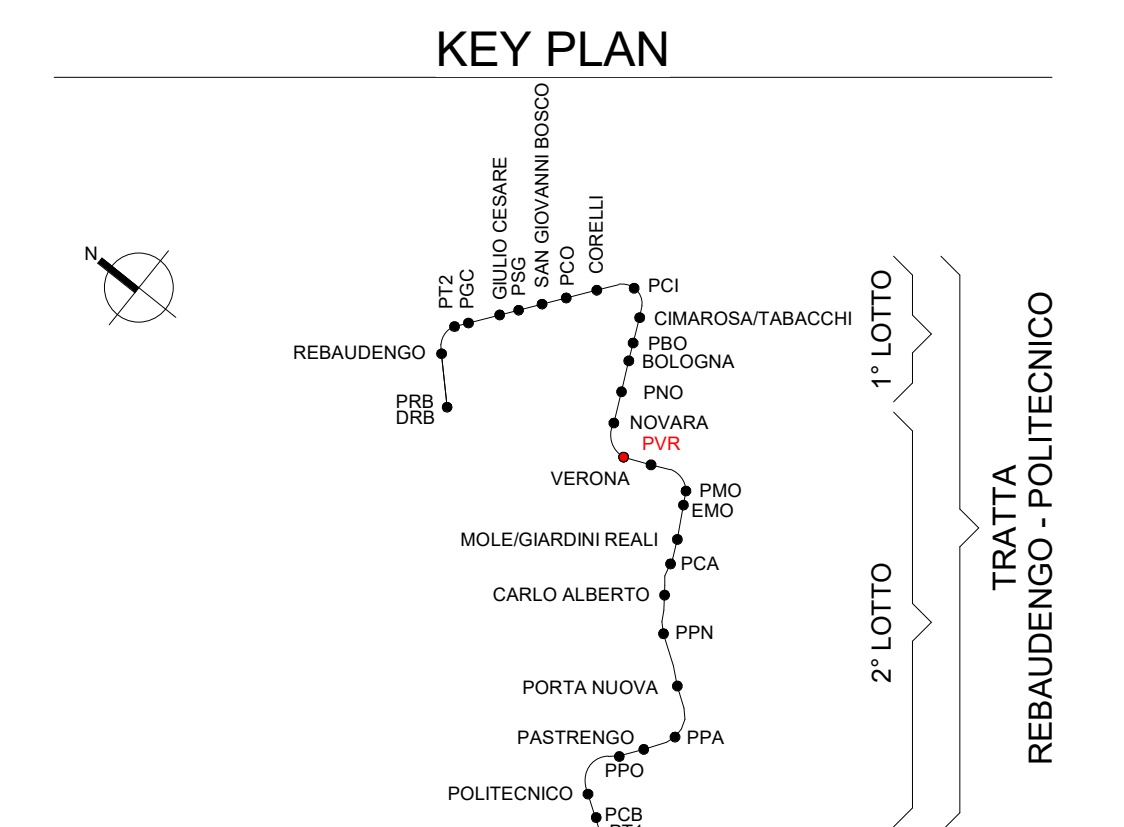 KEY PLAN
N
PT2
PGC
GIULIO CESARE
PSG
SAN GIOVANNI BOSCO
PCO
CORELLI
PCI
CIMAROSA/TABACCHI
REBAUDENGO
PBO
BOLOGNA
PNO
PRB
DRB
NOVARA
PVR
VERONA
PMO
EMO
MOLE/GIARDINI REALI
PCA
CARLO ALBERTO
PPN
PORTA NUOVA
PASTRENGO
PPA
PPO
POLITECNICO
PCB
PT1
1° LOTTO
2° LOTTO
TRATTA
REBAUDENGO - POLITECNICO